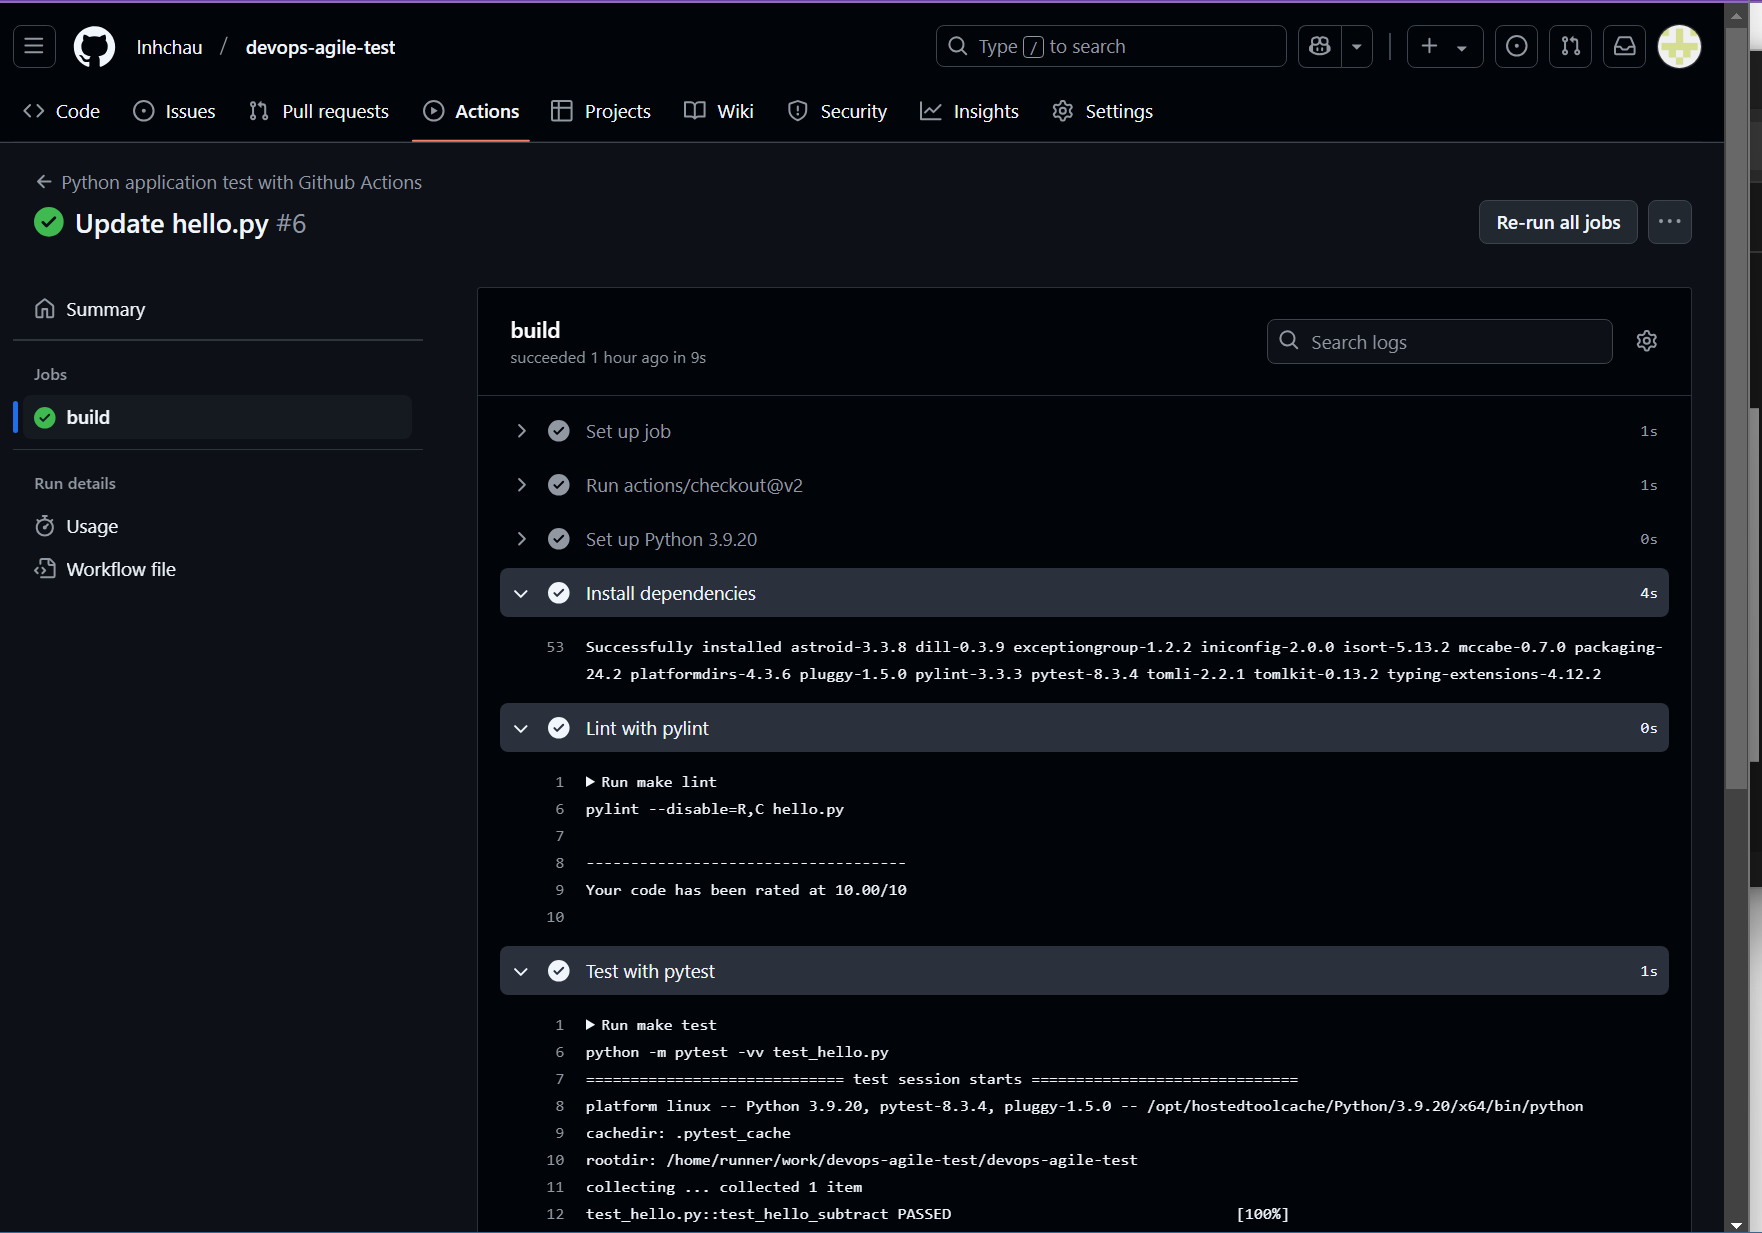 lnhchau / devops-agile-test
Type / to search
Code Issues Pull requests Actions Projects Wiki Security Insights Settings
Python application test with Github Actions
Update hello.py #6
Re-run all jobs
Summary
Jobs
build
Run details
Usage
Workflow file
build
succeeded 1 hour ago in 9s
Search logs
Set up job 1s
Run actions/checkout@v2 1s
Set up Python 3.9.20 0s
Install dependencies 4s
53 Successfully installed astroid-3.3.8 dill-0.3.9 exceptiongroup-1.2.2 iniconfig-2.0.0 isort-5.13.2 mccabe-0.7.0 packaging-
24.2 platformdirs-4.3.6 pluggy-1.5.0 pylint-3.3.3 pytest-8.3.4 tomli-2.2.1 tomlkit-0.13.2 typing-extensions-4.12.2
Lint with pylint 0s
1 Run make lint
6 pylint --disable=R,C hello.py
7
8 ------------------------------------
9 Your code has been rated at 10.00/10
10
Test with pytest 1s
1 Run make test
6 python -m pytest -vv test_hello.py
7 ============================= test session starts ==============================
8 platform linux -- Python 3.9.20, pytest-8.3.4, pluggy-1.5.0 -- /opt/hostedtoolcache/Python/3.9.20/x64/bin/python
9 cachedir: .pytest_cache
10 rootdir: /home/runner/work/devops-agile-test/devops-agile-test
11 collecting ... collected 1 item
12 test_hello.py::test_hello_subtract PASSED [100%]